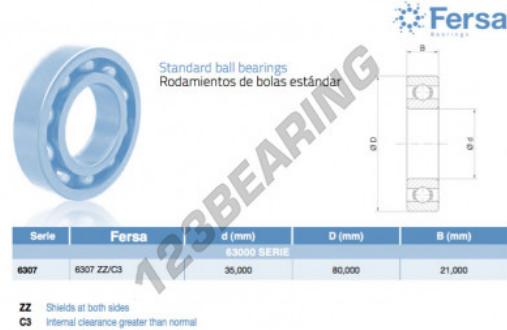 Fersa
Bearings
Standard ball bearings
Rodamientos de bolas estándar
B
Ø D
Ø d
123BEARING
Serie Fersa d (mm) D (mm) B (mm)
63000 SERIE
6307 6307 ZZ/C3 35,000 80,000 21,000
ZZ Shields at both sides
C3 Internal clearance greater than normal